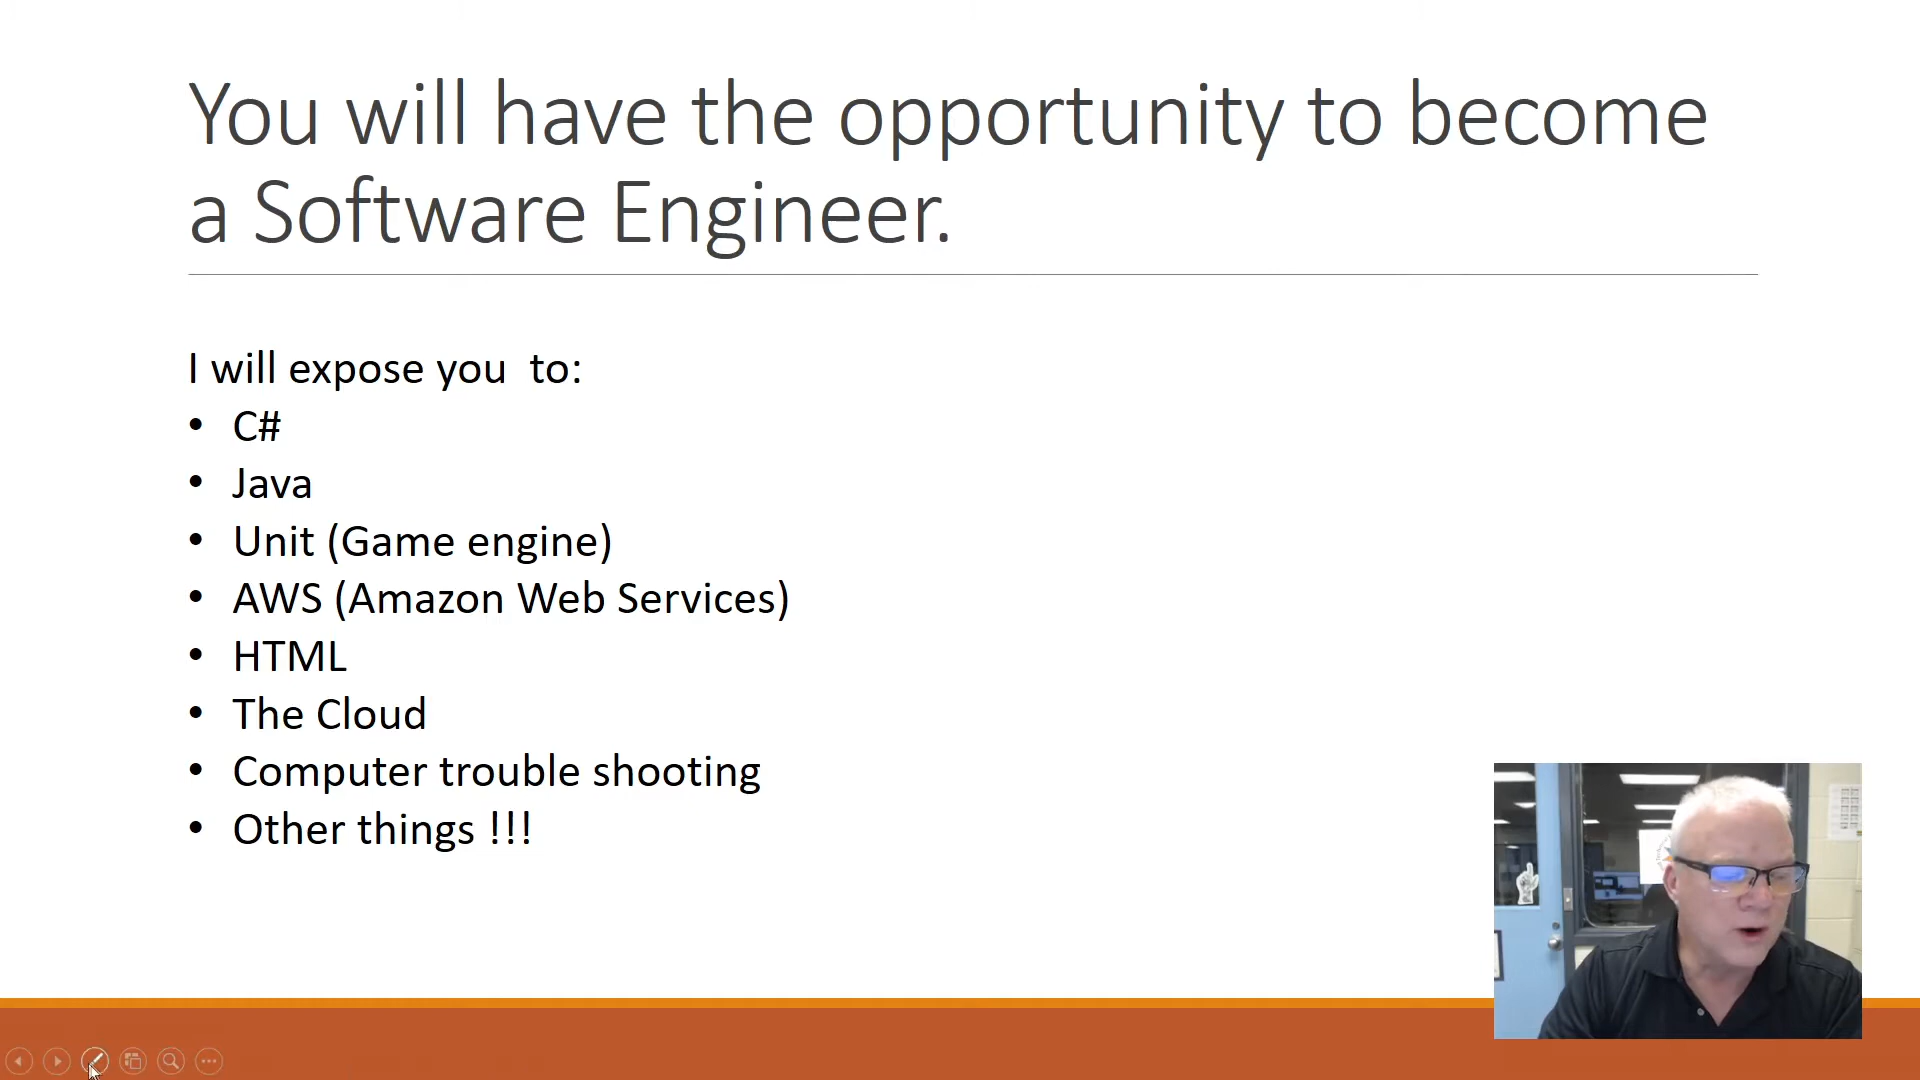 You will have the opportunity to become
a Software Engineer.
I will expose you  to:
• C#
• Java
• Unit (Game engine)
• AWS (Amazon Web Services)
• HTML
• The Cloud
• Computer trouble shooting
• Other things !!!